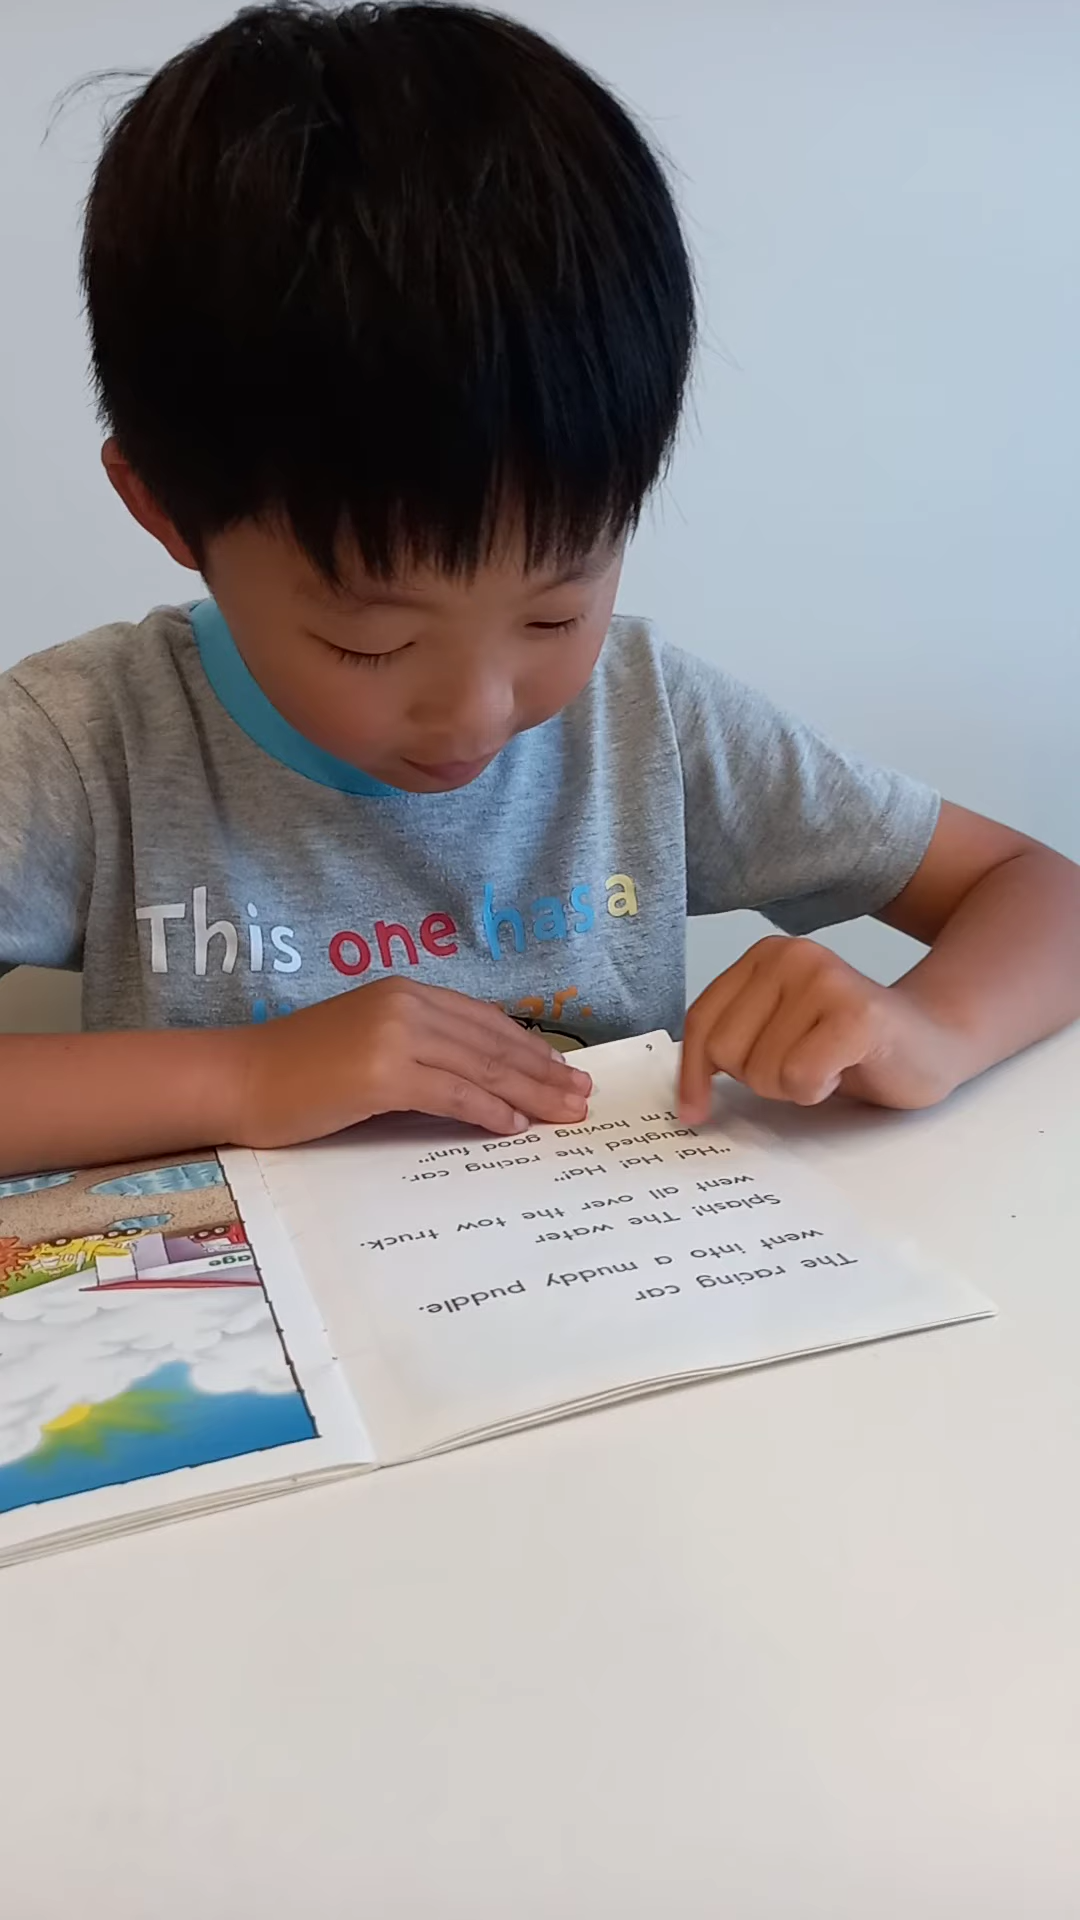 This one has a
The racing car
went into a muddy puddle.
Splash! The water
went all over the tow truck.
"Ha! Ha! Ha!"
laughed the racing car.
"I'm having good fun!"
age